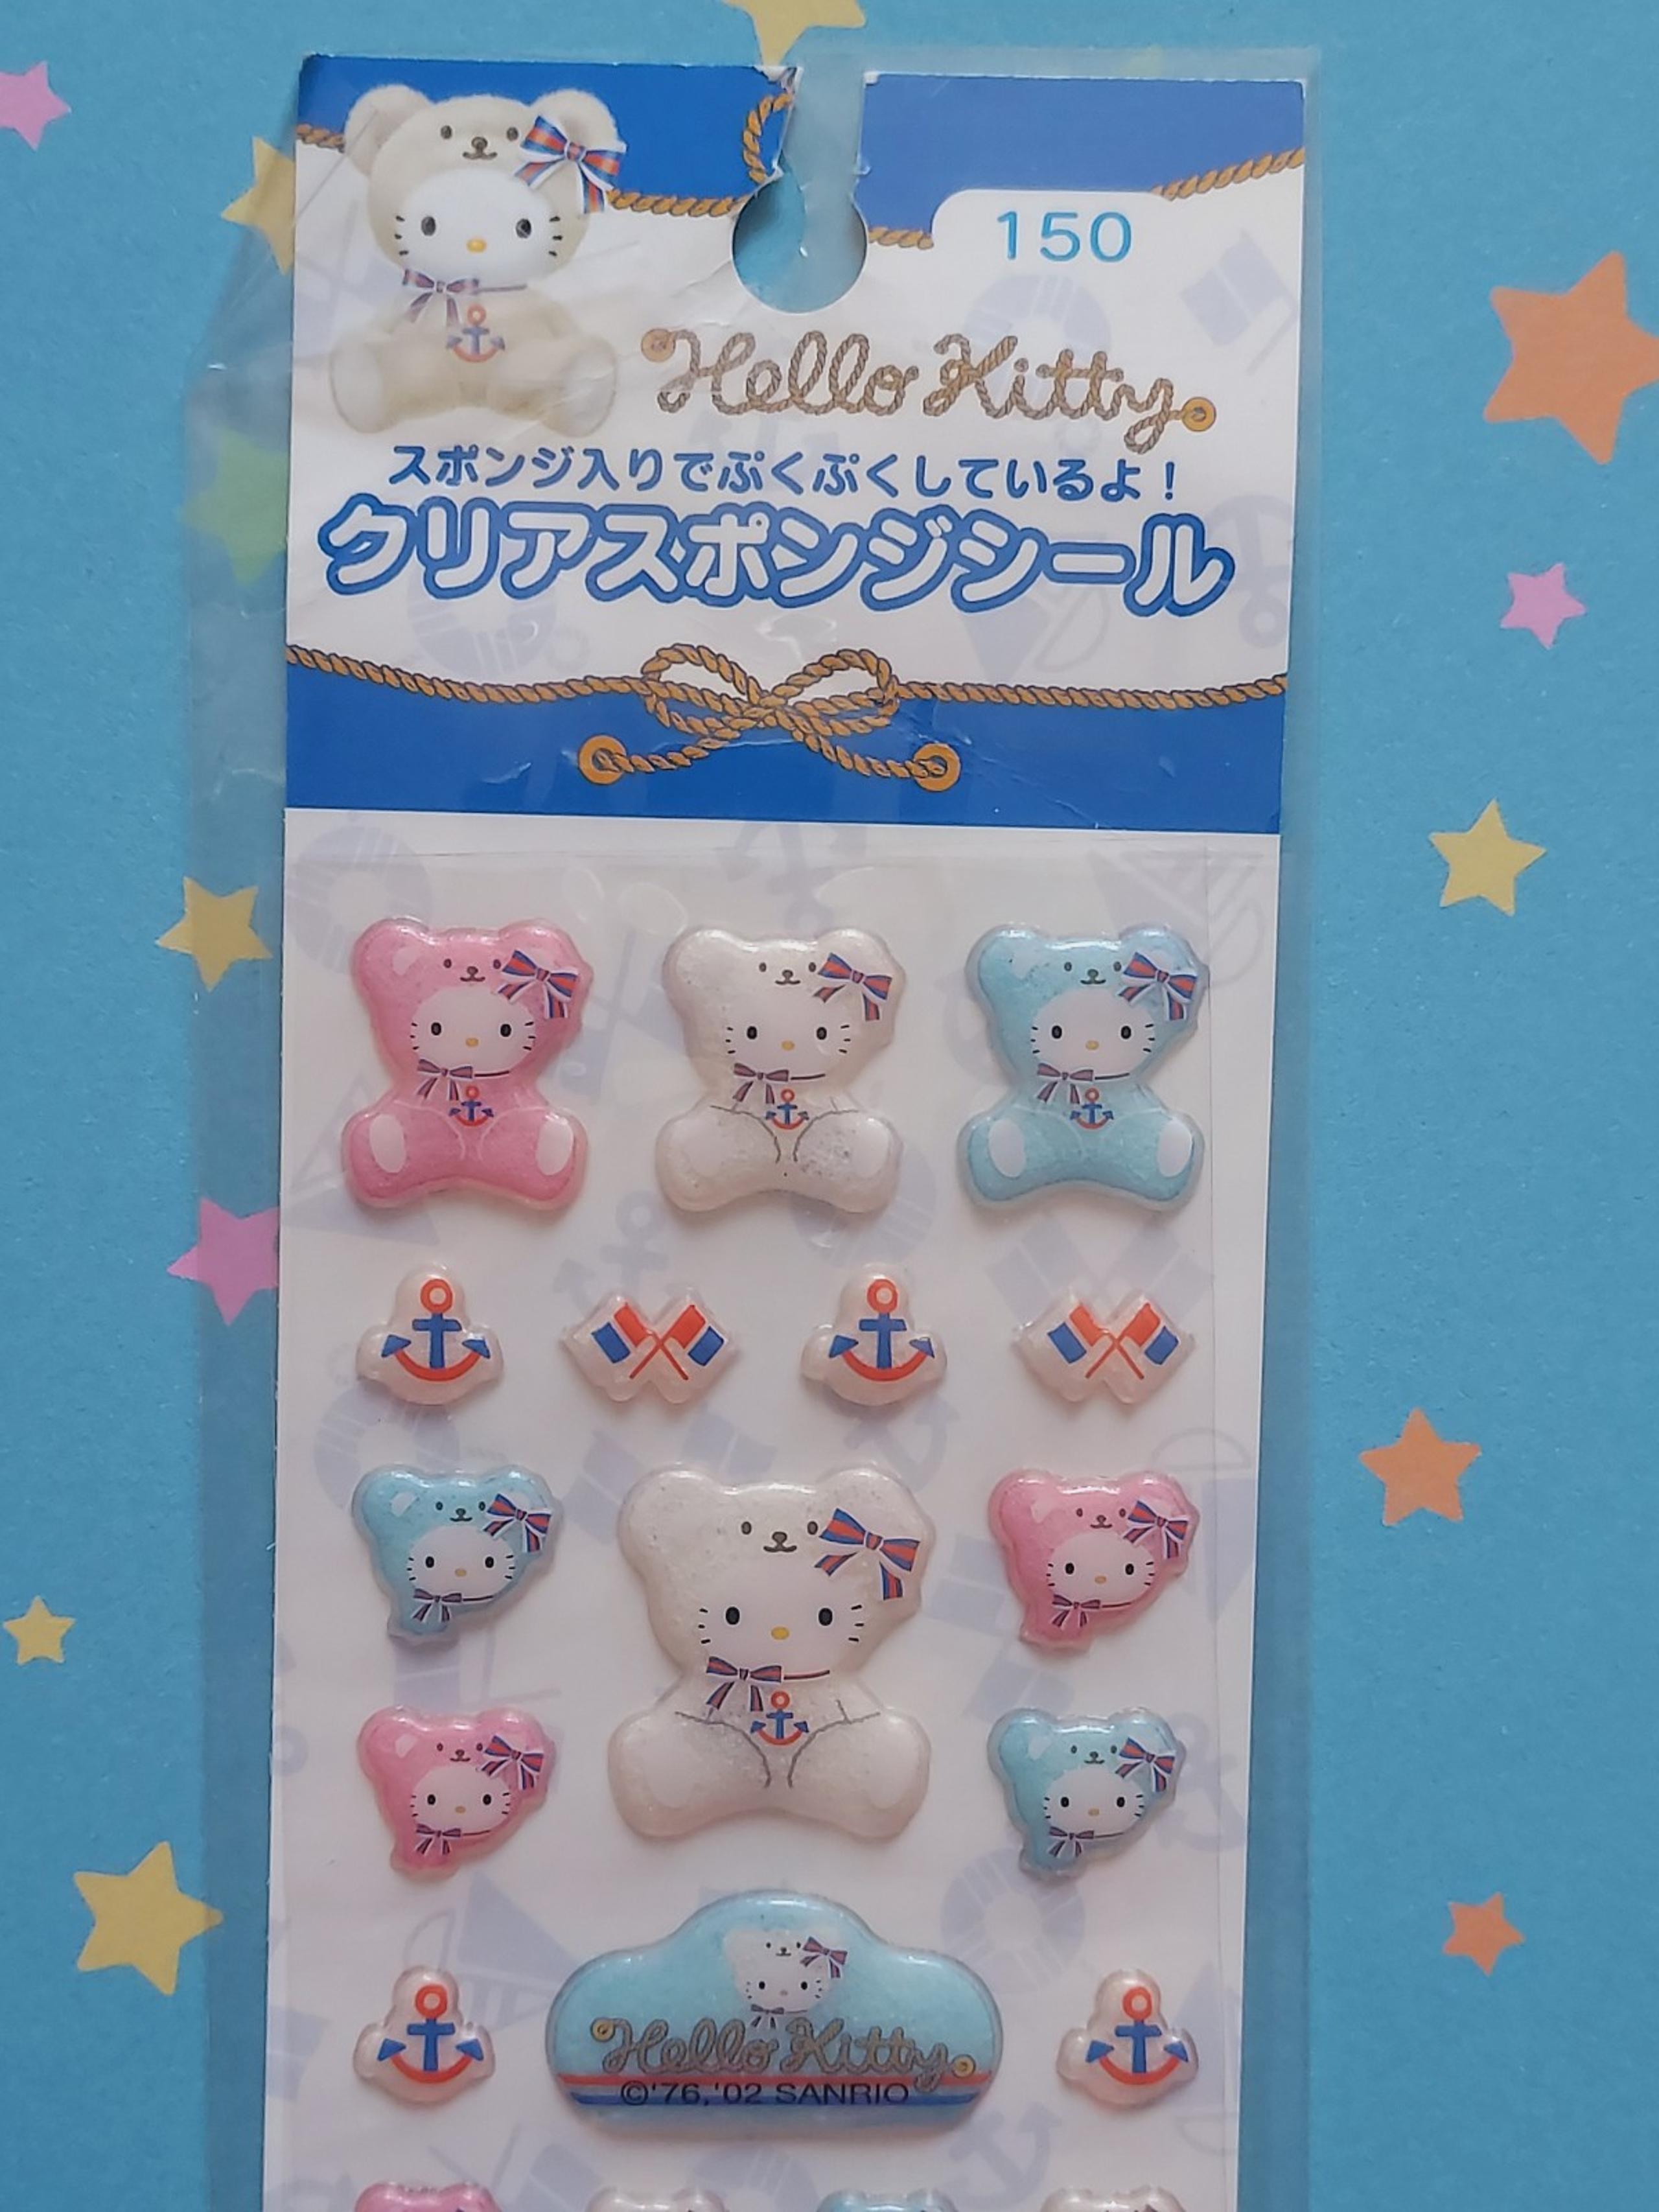 150
Hello Kitty
スポンジ入りでぷくぷくしているよ！
クリアスポンジシール
Hello Kitty
©'76,'02 SANRIO